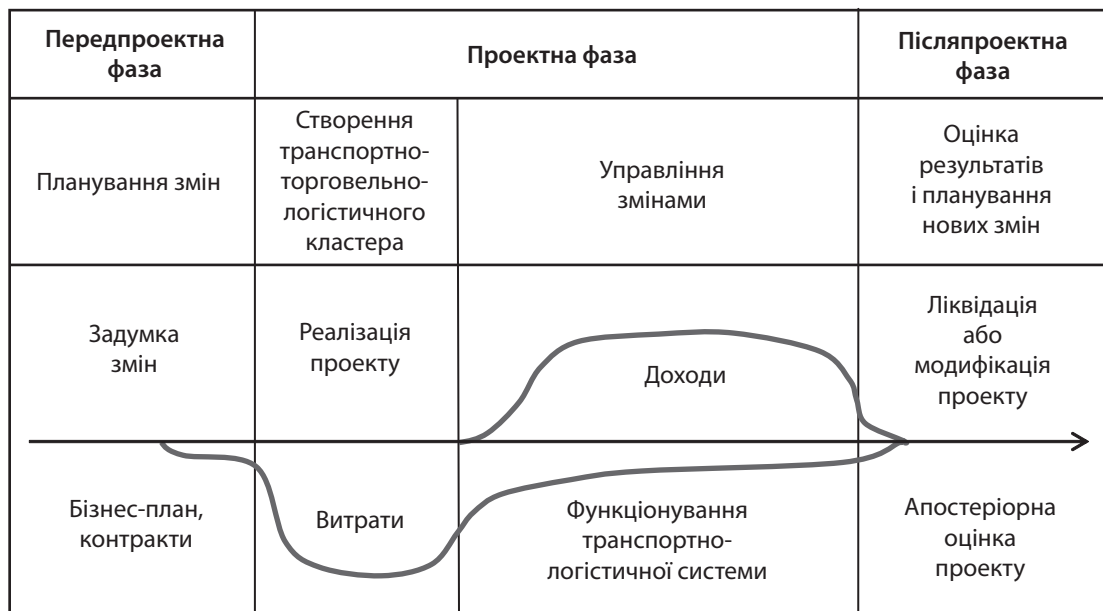 Передпроектна
фаза
Проектна фаза
Післяпроектна
фаза
Планування змін
Створення
транспортно-
торговельно-
логістичного
кластера
Управління
змінами
Оцінка
результатів
і планування
нових змін
Задумка
змін
Реалізація
проекту
Доходи
Ліквідація
або
модифікація
проекту
Бізнес-план,
контракти
Витрати
Функціонування
транспортно-
логістичної системи
Апостеріорна
оцінка
проекту